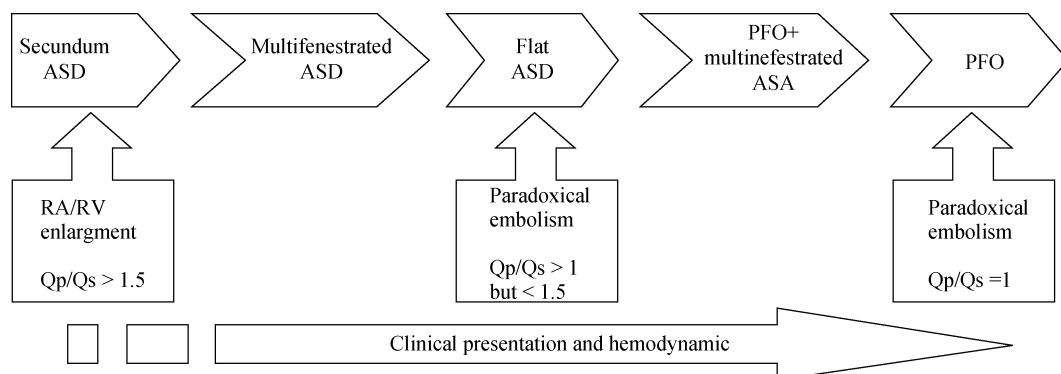 Secundum
ASD
Multifenestrated
ASD
Flat
ASD
PFO+
multinefestrated
ASA
PFO
RA/RV
enlargment
Qp/Qs > 1.5
Paradoxical
embolism
Qp/Qs > 1
but < 1.5
Paradoxical
embolism
Qp/Qs =1
Clinical presentation and hemodynamic